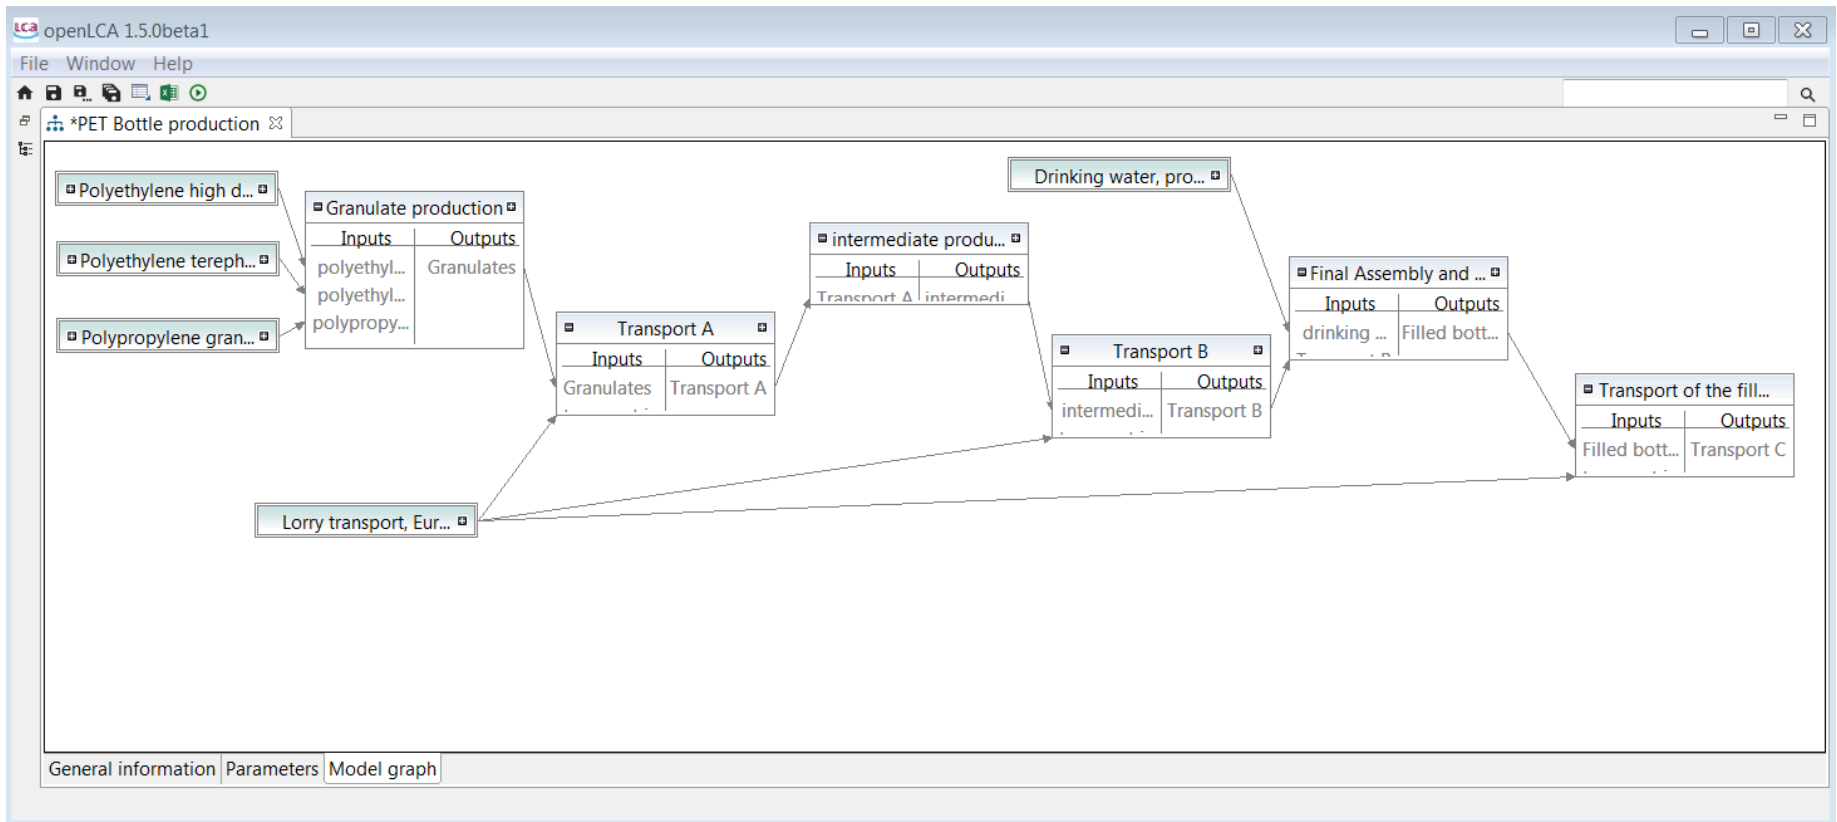 LCA openLCA 1.5.0beta1
File Window Help
*PET Bottle production
Polyethylene high d...
Polyethylene tereph...
Polypropylene gran...
Granulate production
Inputs Outputs
polyethyl... Granulates
polyethyl...
polypropy...
Transport A
Inputs Outputs
Granulates Transport A
Lorry transport, Eur...
intermediate produ...
Inputs Outputs
Transport A intermedi
Drinking water, pro...
Transport B
Inputs Outputs
intermedi... Transport B
Final Assembly and ...
Inputs Outputs
drinking ... Filled bott...
Transport of the fill...
Inputs Outputs
Filled bott... Transport C
General information Parameters Model graph